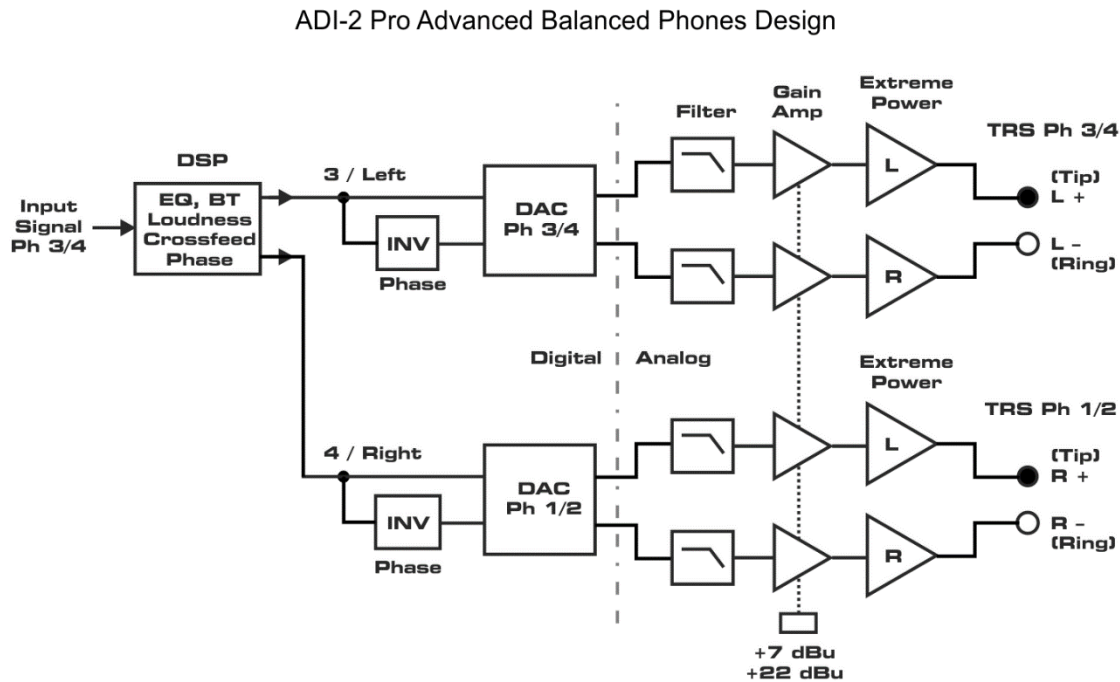 ADI-2 Pro Advanced Balanced Phones Design
Input
Signal
Ph 3/4
DSP
EQ, BT
Loudness
Crossfeed
Phase
3 / Left
INV
Phase
DAC
Ph 3/4
Filter
Gain
Amp
Extreme
Power
L
R
TRS Ph 3/4
(Tip)
L +
L -
(Ring)
Digital
Analog
4 / Right
INV
Phase
DAC
Ph 1/2
Extreme
Power
L
R
TRS Ph 1/2
(Tip)
R +
R -
(Ring)
+7 dBu
+22 dBu